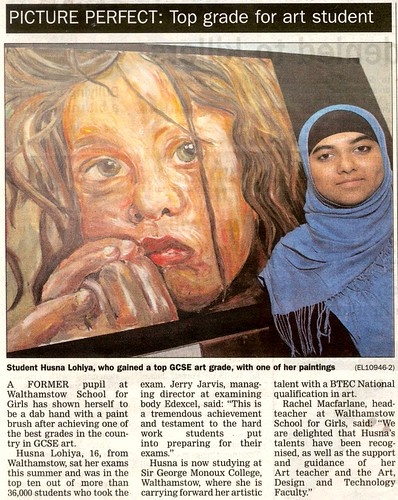 PICTURE PERFECT: Top grade for art student
Student Husna Lohiya, who gained a top GCSE art grade, with one of her paintings
(EL10946-2)
A FORMER pupil at
Walthamstow School for
Girls has shown herself to
be a dab hand with a paint
brush after achieving one of
the best grades in the coun-
try in GCSE art.
Husna Lohiya, 16, from
Walthamstow, sat her exams
this summer and was in the
top ten out of more than
36,000 students who took the
exam. Jerry Jarvis, manag-
ing director at examining
body Edexcel, said: “This is
a tremendous achievement
and testament to the hard
work students put
into preparing for their
exams.”
Husna is now studying at
Sir George Monoux College,
Walthamstow, where she is
carrying forward her artistic
talent with a BTEC National
qualification in art.
Rachel Macfarlane, head-
teacher at Walthamstow
School for Girls, said: “We
are delighted that Husna's
talents have been recog-
nised, as well as the support
and guidance of her
Art teacher and the Art,
Design and Technology
Faculty.”